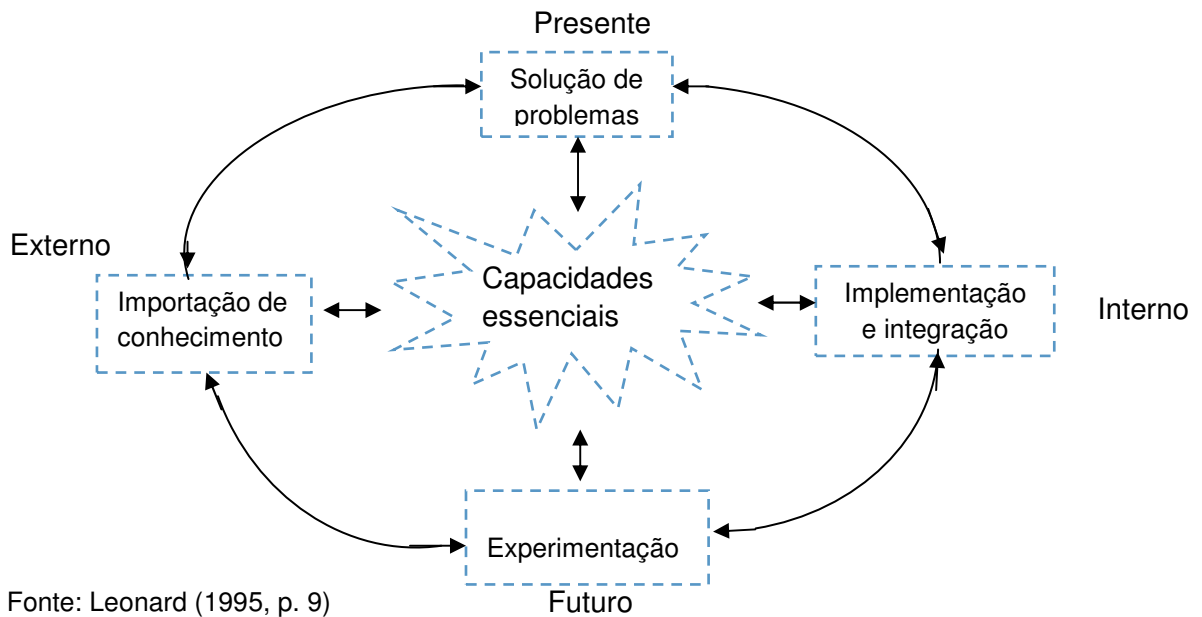 Presente
Solução de
problemas
Externo
Importação de
conhecimento
Capacidades
essenciais
Implementação
e integração
Interno
Experimentação
Futuro
Fonte: Leonard (1995, p. 9)